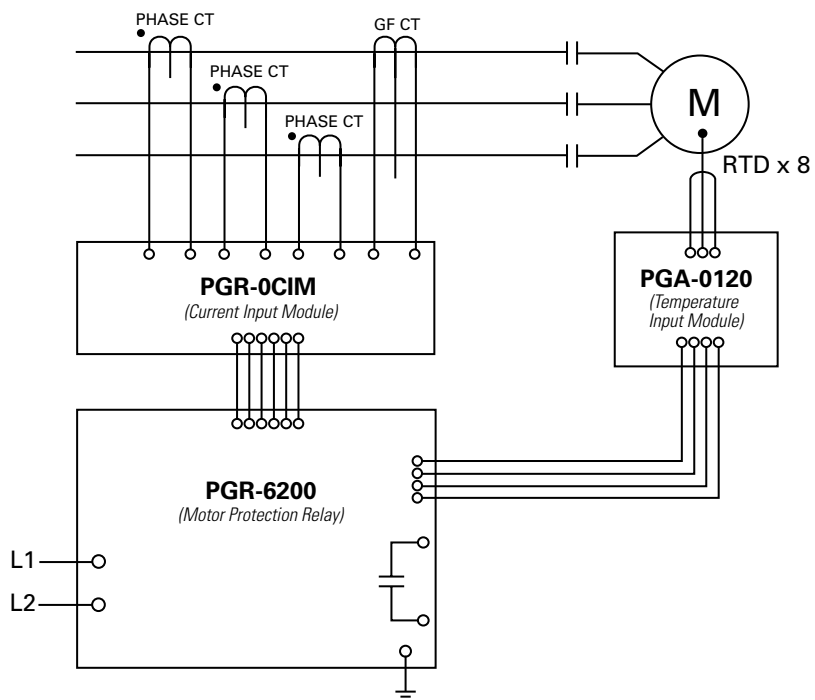 PHASE CT
GF CT
PHASE CT
PHASE CT
M
RTD x 8
PGR-0CIM
(Current Input Module)
PGA-0120
(Temperature
Input Module)
PGR-6200
(Motor Protection Relay)
L1
L2